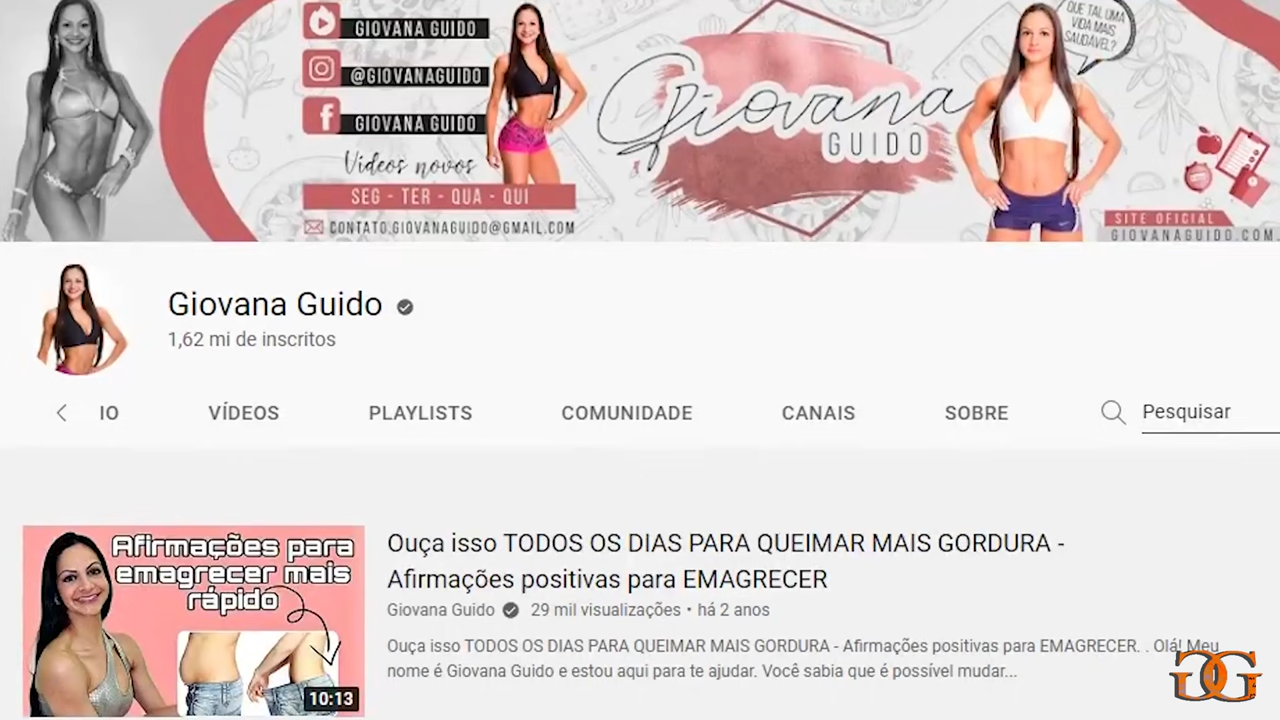 GIOVANA GUIDO
@GIOVANAGUIDO
GIOVANA GUIDO
Vídeos novos
SEG - TER - QUA - QUI
CONTATO.GIOVANAGUIDO@GMAIL.COM
Giovana
GUIDO
QUE TAL UMA
VIDA MAIS
SAUDÁVEL?
SITE OFICIAL
GIOVANAGUIDO.COM
Giovana Guido
1,62 mi de inscritos
IO VÍDEOS PLAYLISTS COMUNIDADE CANAIS SOBRE Pesquisar
Afirmações para
emagrecer mais
rápido
10:13
Ouça isso TODOS OS DIAS PARA QUEIMAR MAIS GORDURA -
Afirmações positivas para EMAGRECER
Giovana Guido 29 mil visualizações • há 2 anos
Ouça isso TODOS OS DIAS PARA QUEIMAR MAIS GORDURA - Afirmações positivas para EMAGRECER. . Olá! Meu
nome é Giovana Guido e estou aqui para te ajudar. Você sabia que é possível mudar...
GG